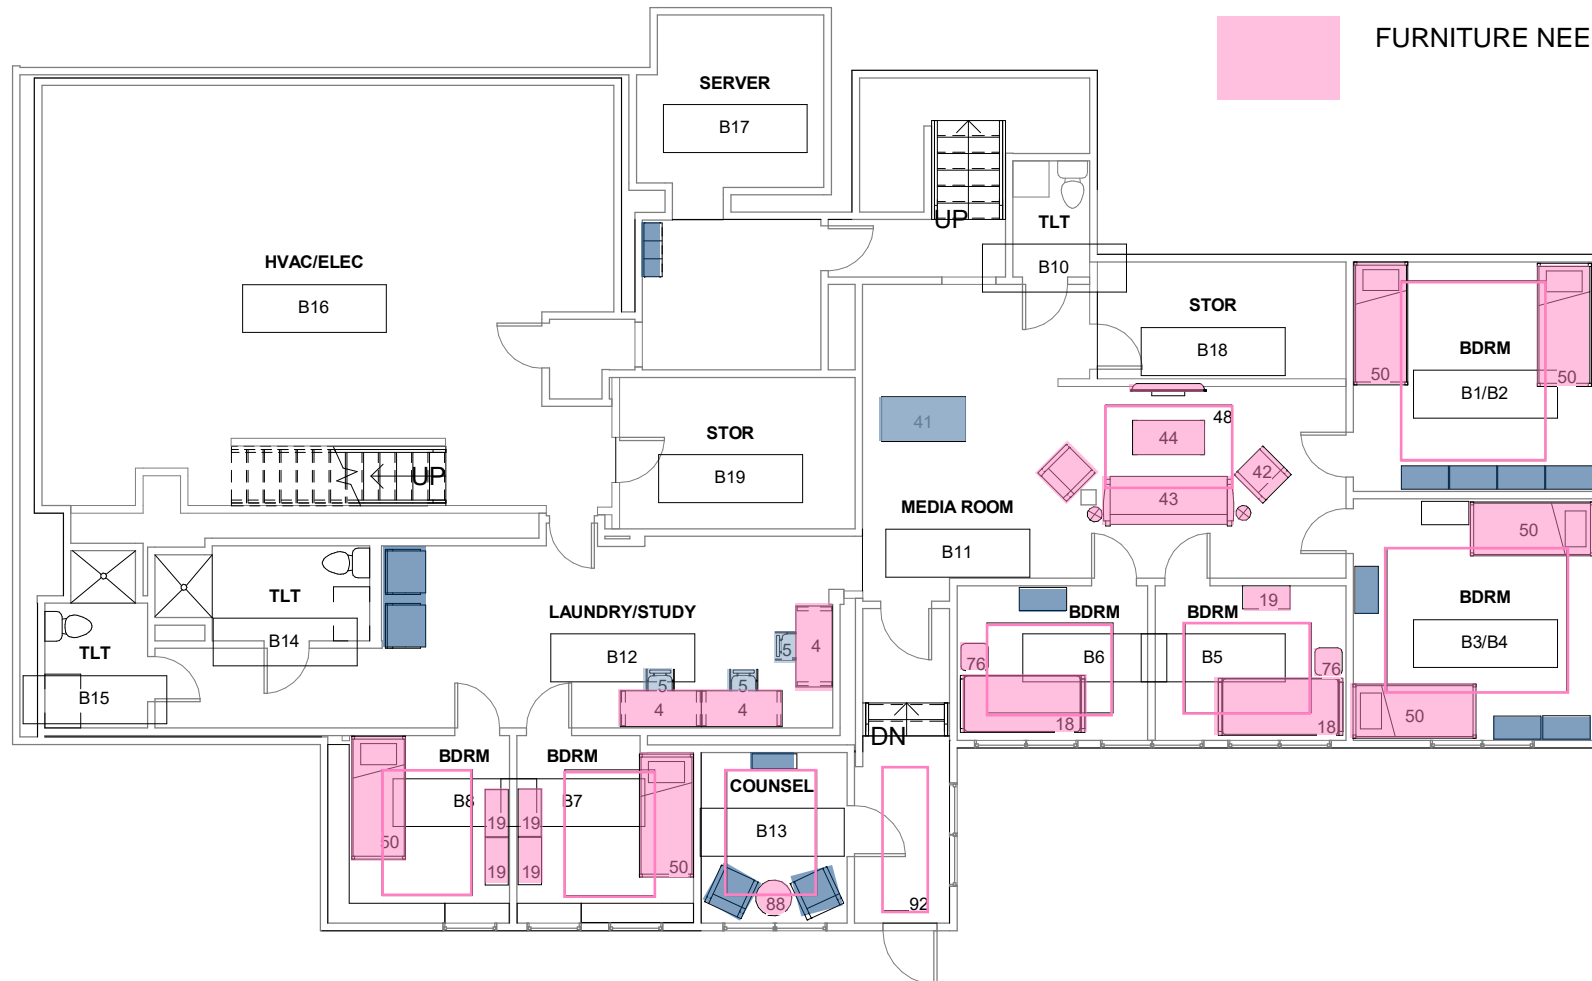 FURNITURE NEE
SERVER
B17
UP
TLT
B10
HVAC/ELEC
B16
STOR
B18
BDRM
B1/B2
50
50
41
48
44
42
43
STOR
B19
UP
MEDIA ROOM
B11
50
BDRM
B3/B4
50
TLT
B14
TLT
B15
LAUNDRY/STUDY
B12
5
4
5
5
4
4
BDRM
B6
76
18
BDRM
19
B5
76
18
DN
BDRM
B8
50
19
19
BDRM
B7
19
19
50
COUNSEL
B13
88
92